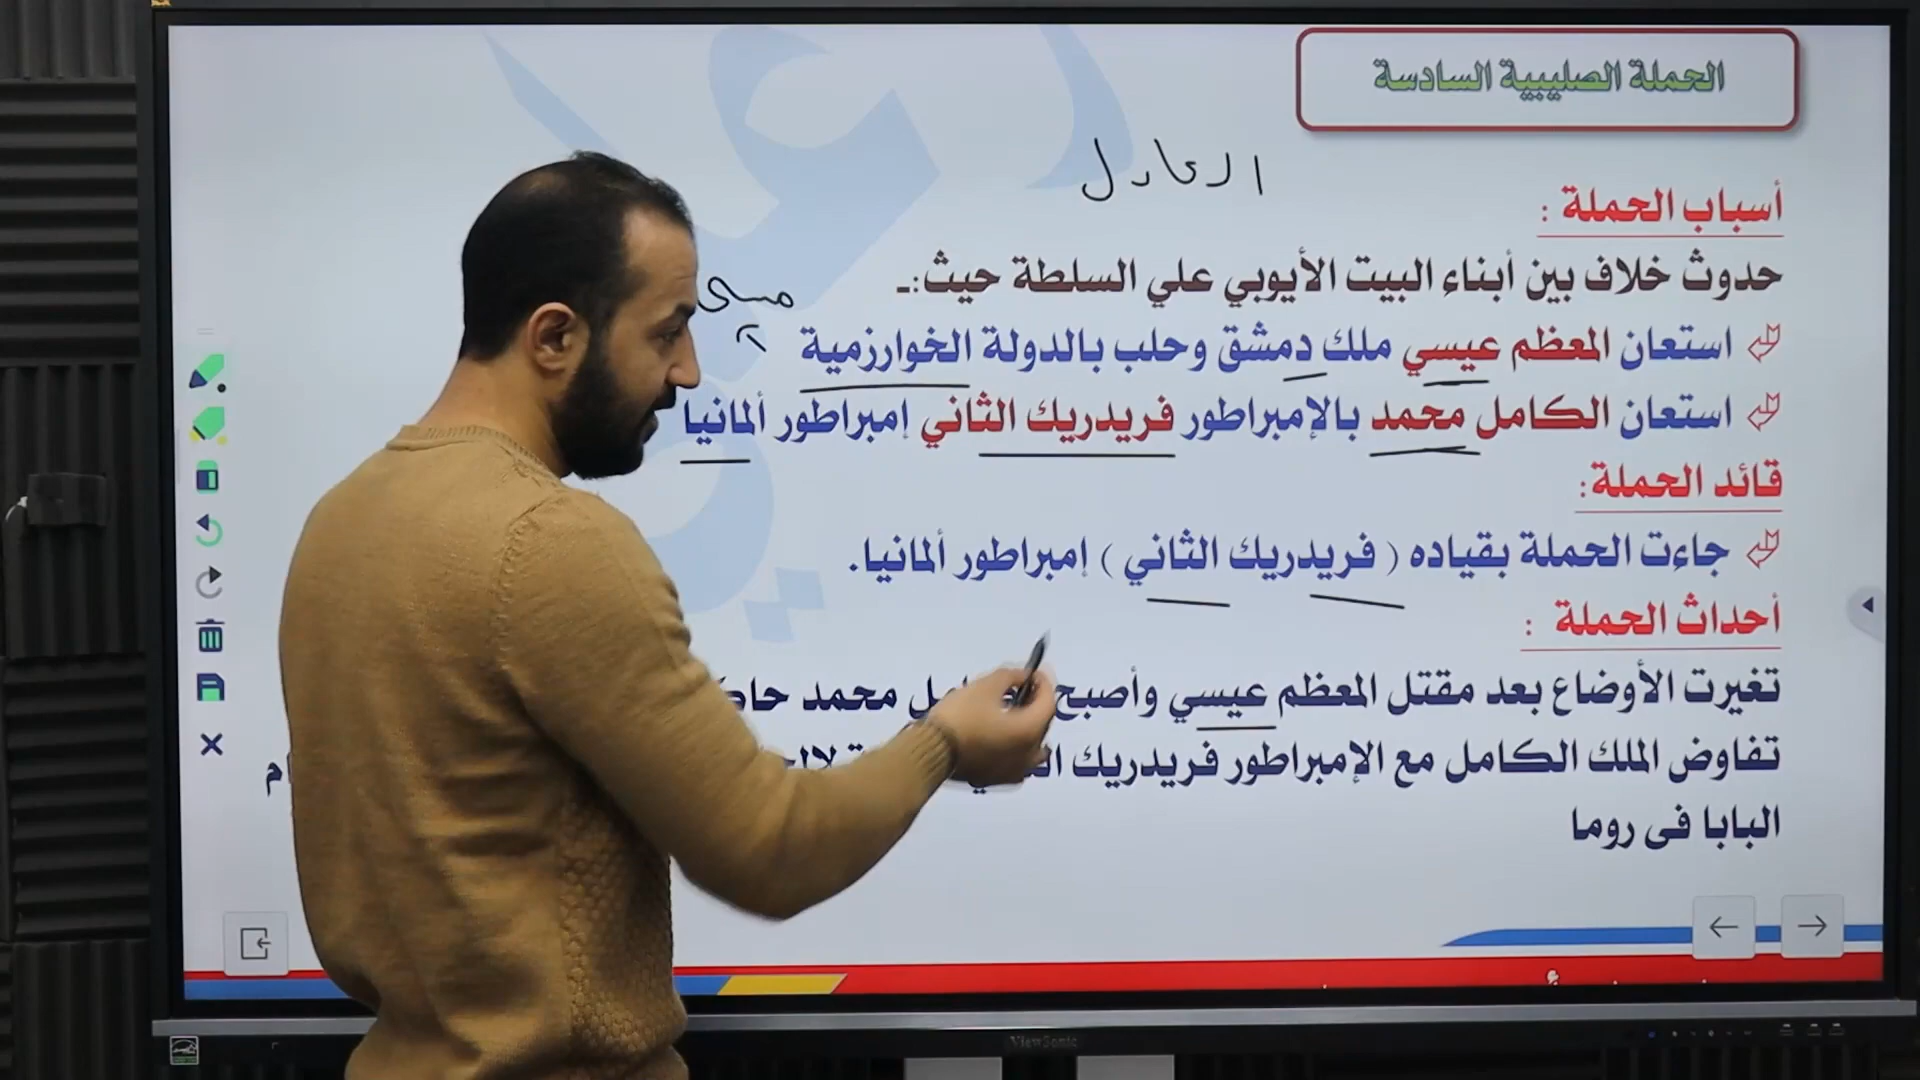 الحملة الصليبية السادسة
العادل
أسباب الحملة :
حدوث خلاف بين أبناء البيت الأيوبي علي السلطة حيث:ـ
استعان المعظم عيسي ملك دمشق وحلب بالدولة الخوارزمية
استعان الكامل محمد بالإمبراطور فريدريك الثاني إمبراطور ألمانيا
قائد الحملة:
جاءت الحملة بقياده ( فريدريك الثاني ) إمبراطور ألمانيا.
أحداث الحملة :
تغيرت الأوضاع بعد مقتل المعظم عيسي وأصبح محمد
تفاوض الملك الكامل مع الإمبراطور فريدريك
البابا فى روما
ViewSonic